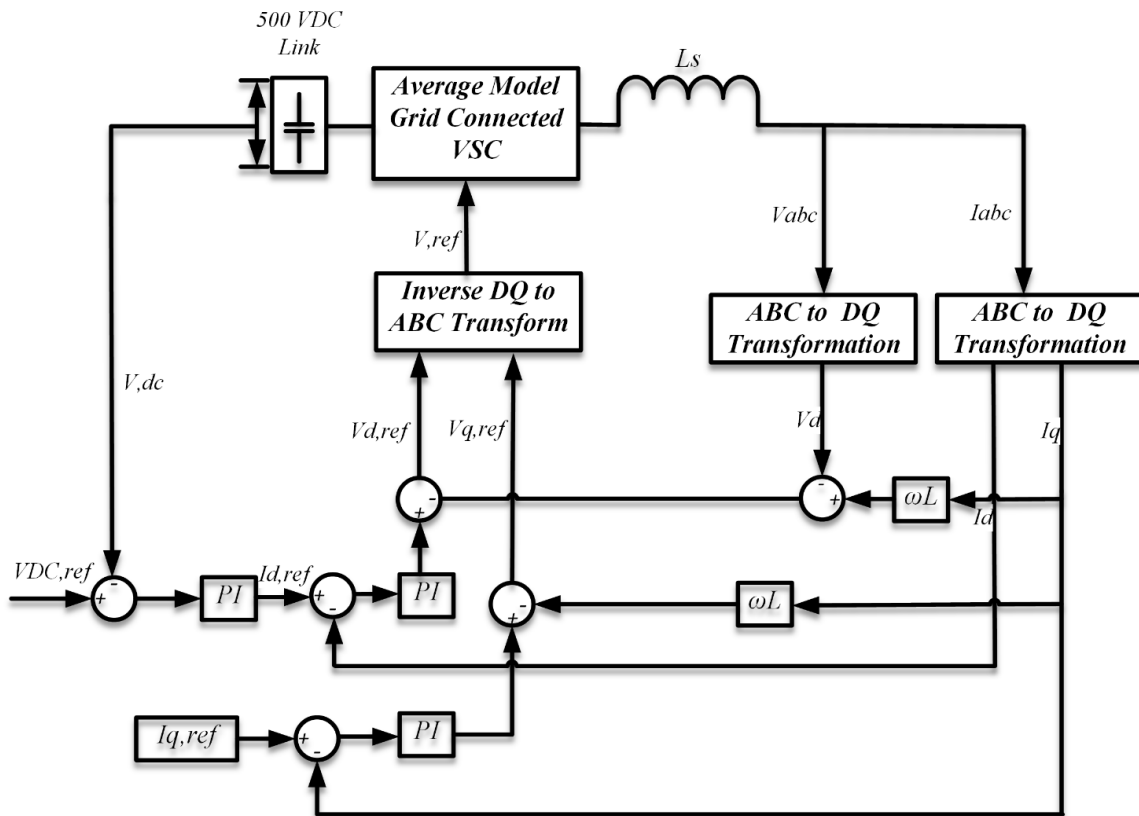 500 VDC
Link
Ls
Average Model
Grid Connected
VSC
Vabc
Iabc
V,ref
Inverse DQ to
ABC Transform
ABC to DQ
Transformation
ABC to DQ
Transformation
V,dc
Vd,ref
Vq,ref
Vd
Iq
-
+
-
+
ωL
Id
VDC,ref
-
+
PI
Id,ref
+
-
PI
+
-
ωL
Iq,ref
+
-
PI